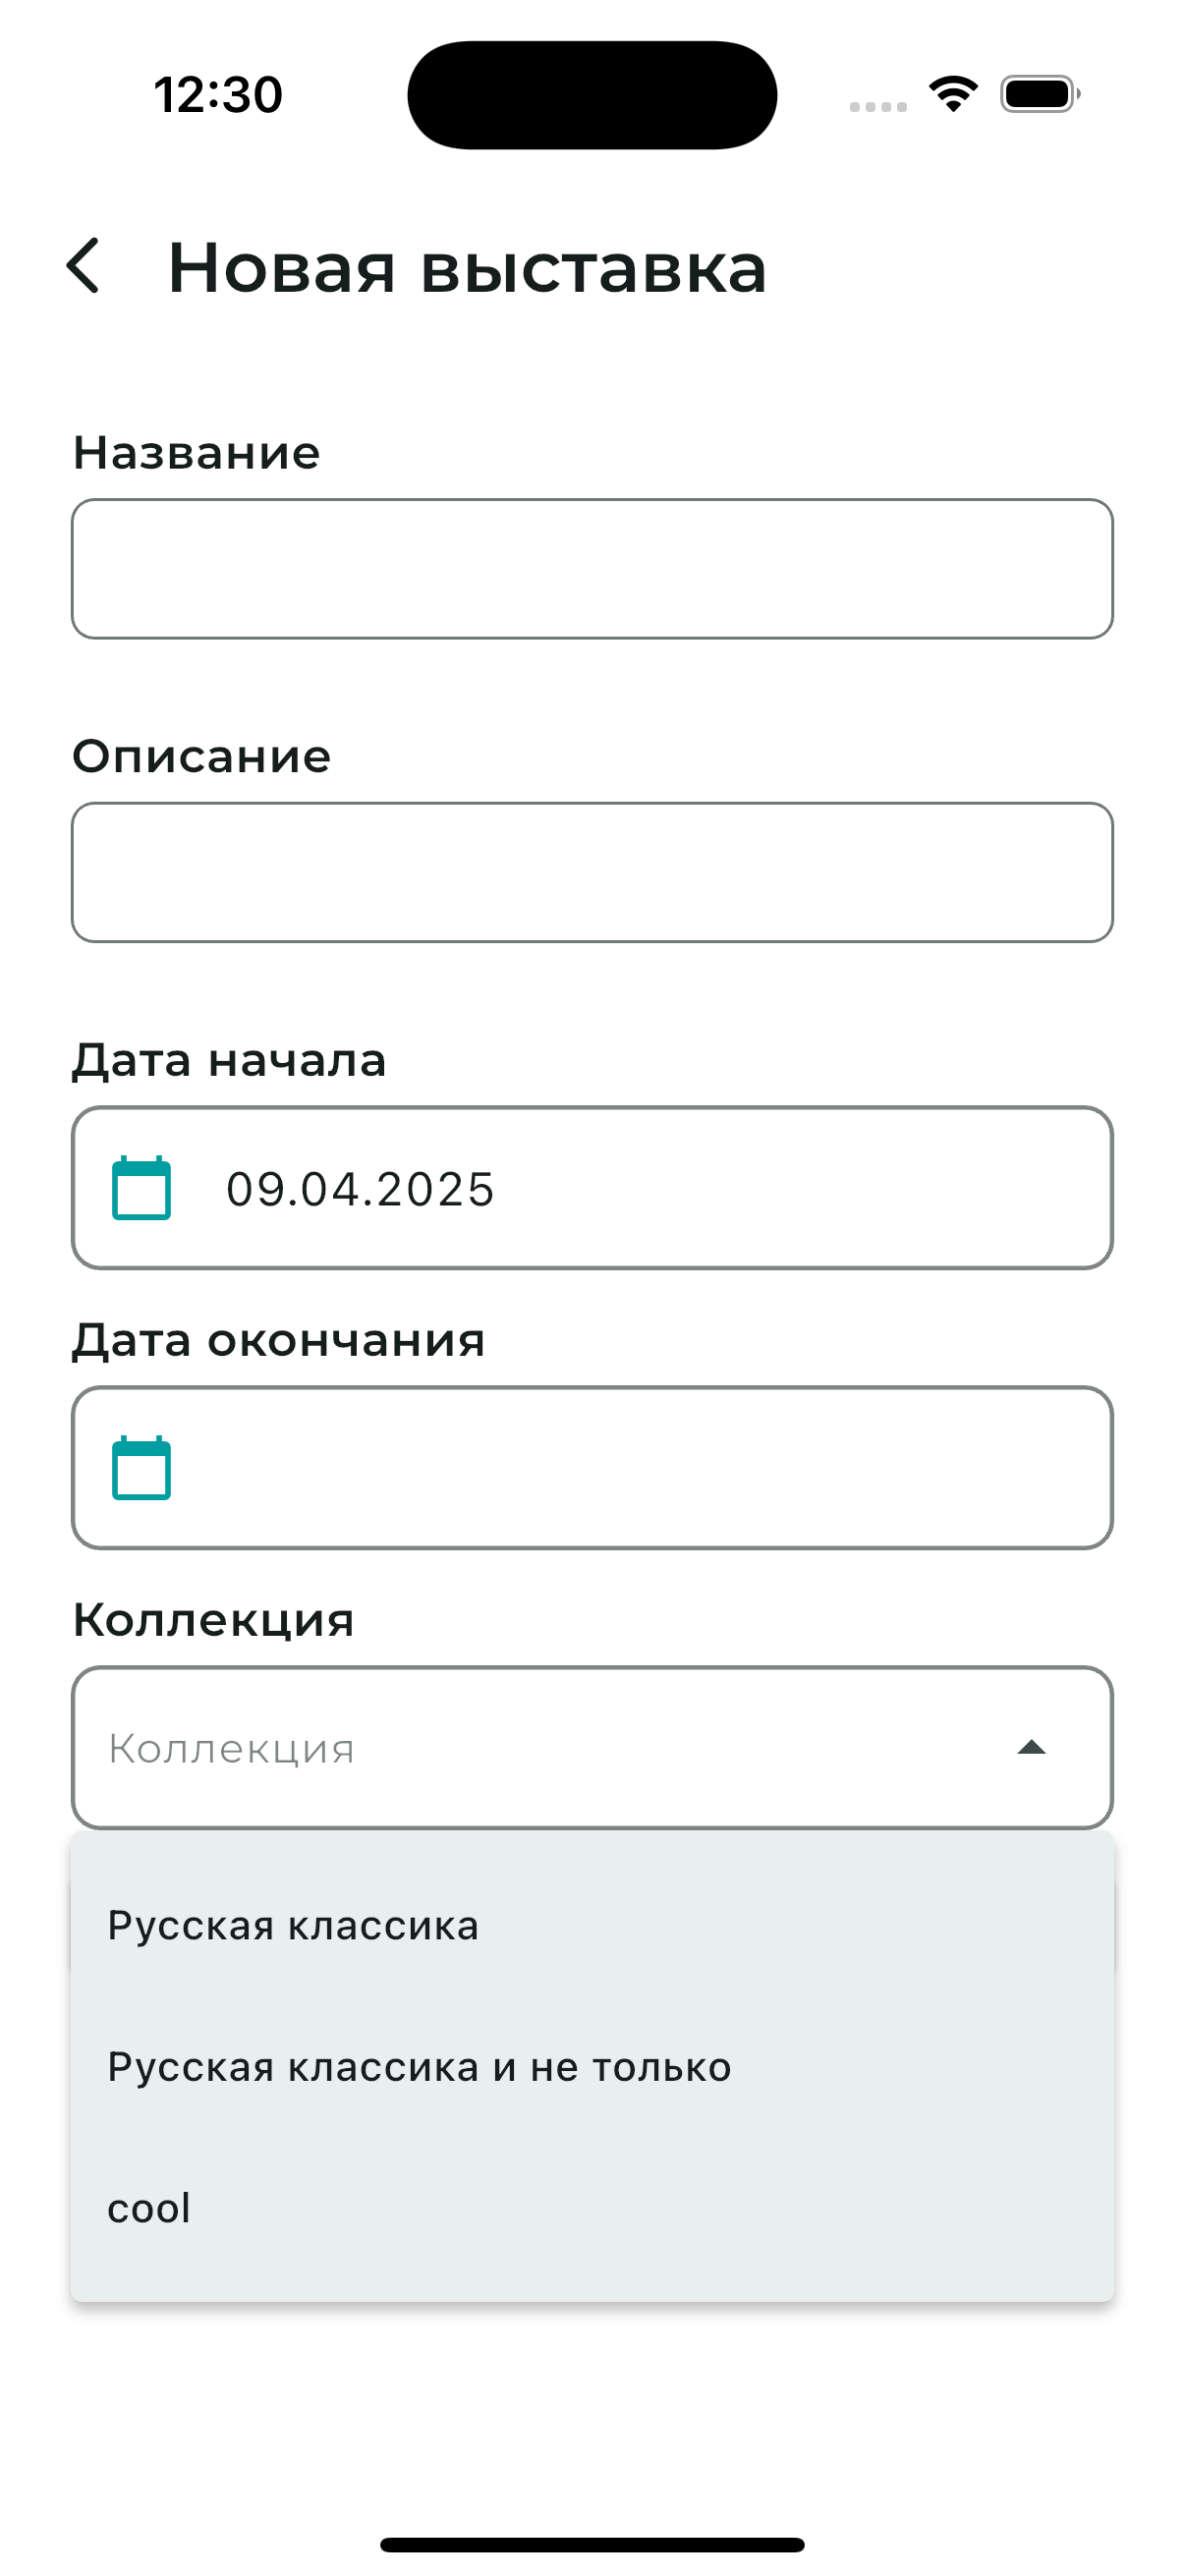 12:30
Новая выставка
Название
Описание
Дата начала
09.04.2025
Дата окончания
Коллекция
Коллекция
Русская классика
Русская классика и не только
cool